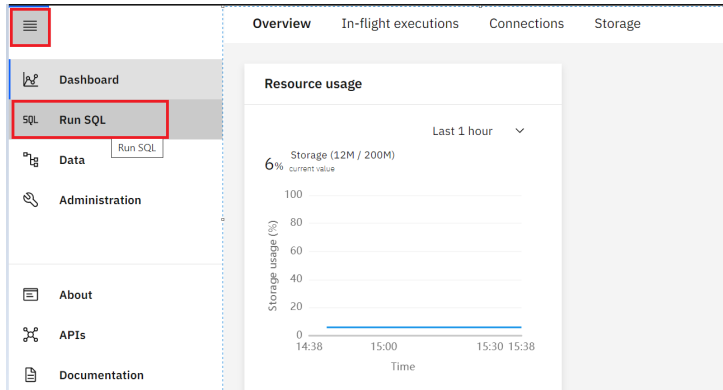 Overview In-flight executions Connections Storage
Dashboard
SQL Run SQL
Run SQL
Data
Administration
About
APIs
Documentation
Resource usage
Last 1 hour
6% Storage (12M / 200M)
current value
100
80
60
40
20
0
Storage usage (%)
14:38 15:00 15:30 15:38
Time